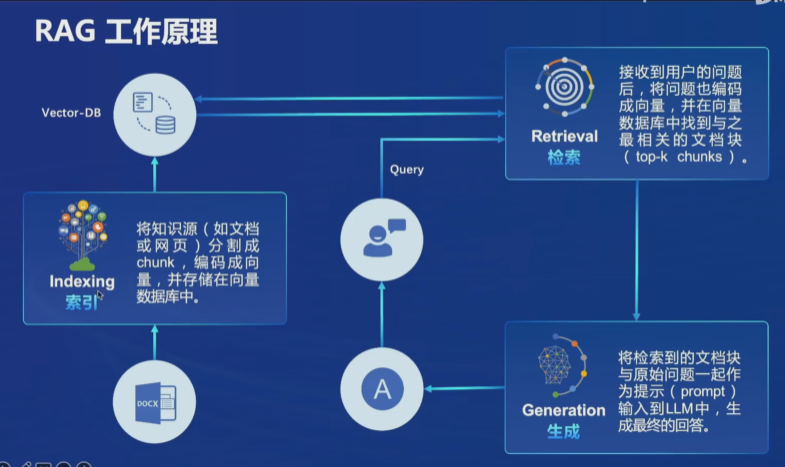 RAG 工作原理
Vector-DB
接收到用户的问题
后，将问题也编码
成向量，并在向量
数据库中找到与之
最相关的文档块
（top-k chunks）。
Retrieval
检索
Query
将知识源（如文档
或网页）分割成
chunk，编码成向
量，并存储在向量
数据库中。
Indexing
索引
DOCX
A
将检索到的文档块
与原始问题一起作
为提示（prompt）
输入到LLM中，生
成最终的回答。
Generation
生成